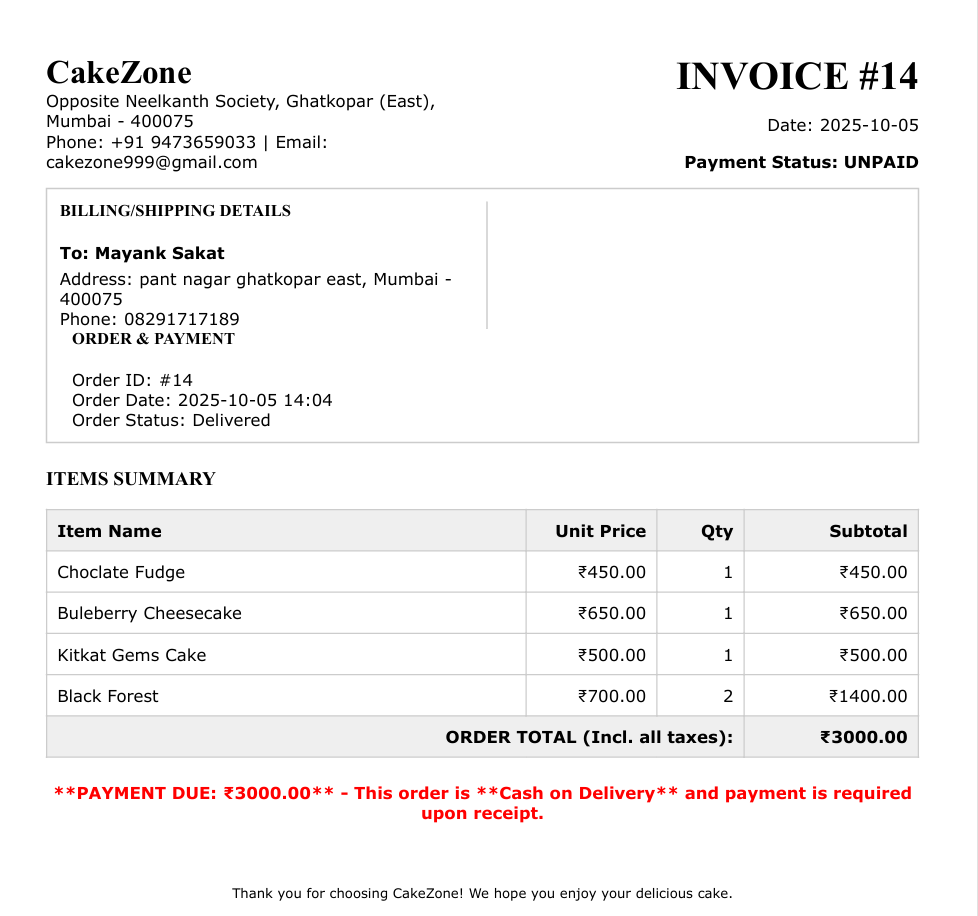 CakeZone
Opposite Neelkanth Society, Ghatkopar (East),
Mumbai - 400075
Phone: +91 9473659033 | Email:
cakezone999@gmail.com
INVOICE #14
Date: 2025-10-05
Payment Status: UNPAID
BILLING/SHIPPING DETAILS
To: Mayank Sakat
Address: pant nagar ghatkopar east, Mumbai -
400075
Phone: 08291717189
ORDER & PAYMENT
Order ID: #14
Order Date: 2025-10-05 14:04
Order Status: Delivered
ITEMS SUMMARY
Item Name Unit Price Qty Subtotal
Choclate Fudge ₹450.00 1 ₹450.00
Buleberry Cheesecake ₹650.00 1 ₹650.00
Kitkat Gems Cake ₹500.00 1 ₹500.00
Black Forest ₹700.00 2 ₹1400.00
ORDER TOTAL (Incl. all taxes): ₹3000.00
**PAYMENT DUE: ₹3000.00** - This order is **Cash on Delivery** and payment is required
upon receipt.
Thank you for choosing CakeZone! We hope you enjoy your delicious cake.